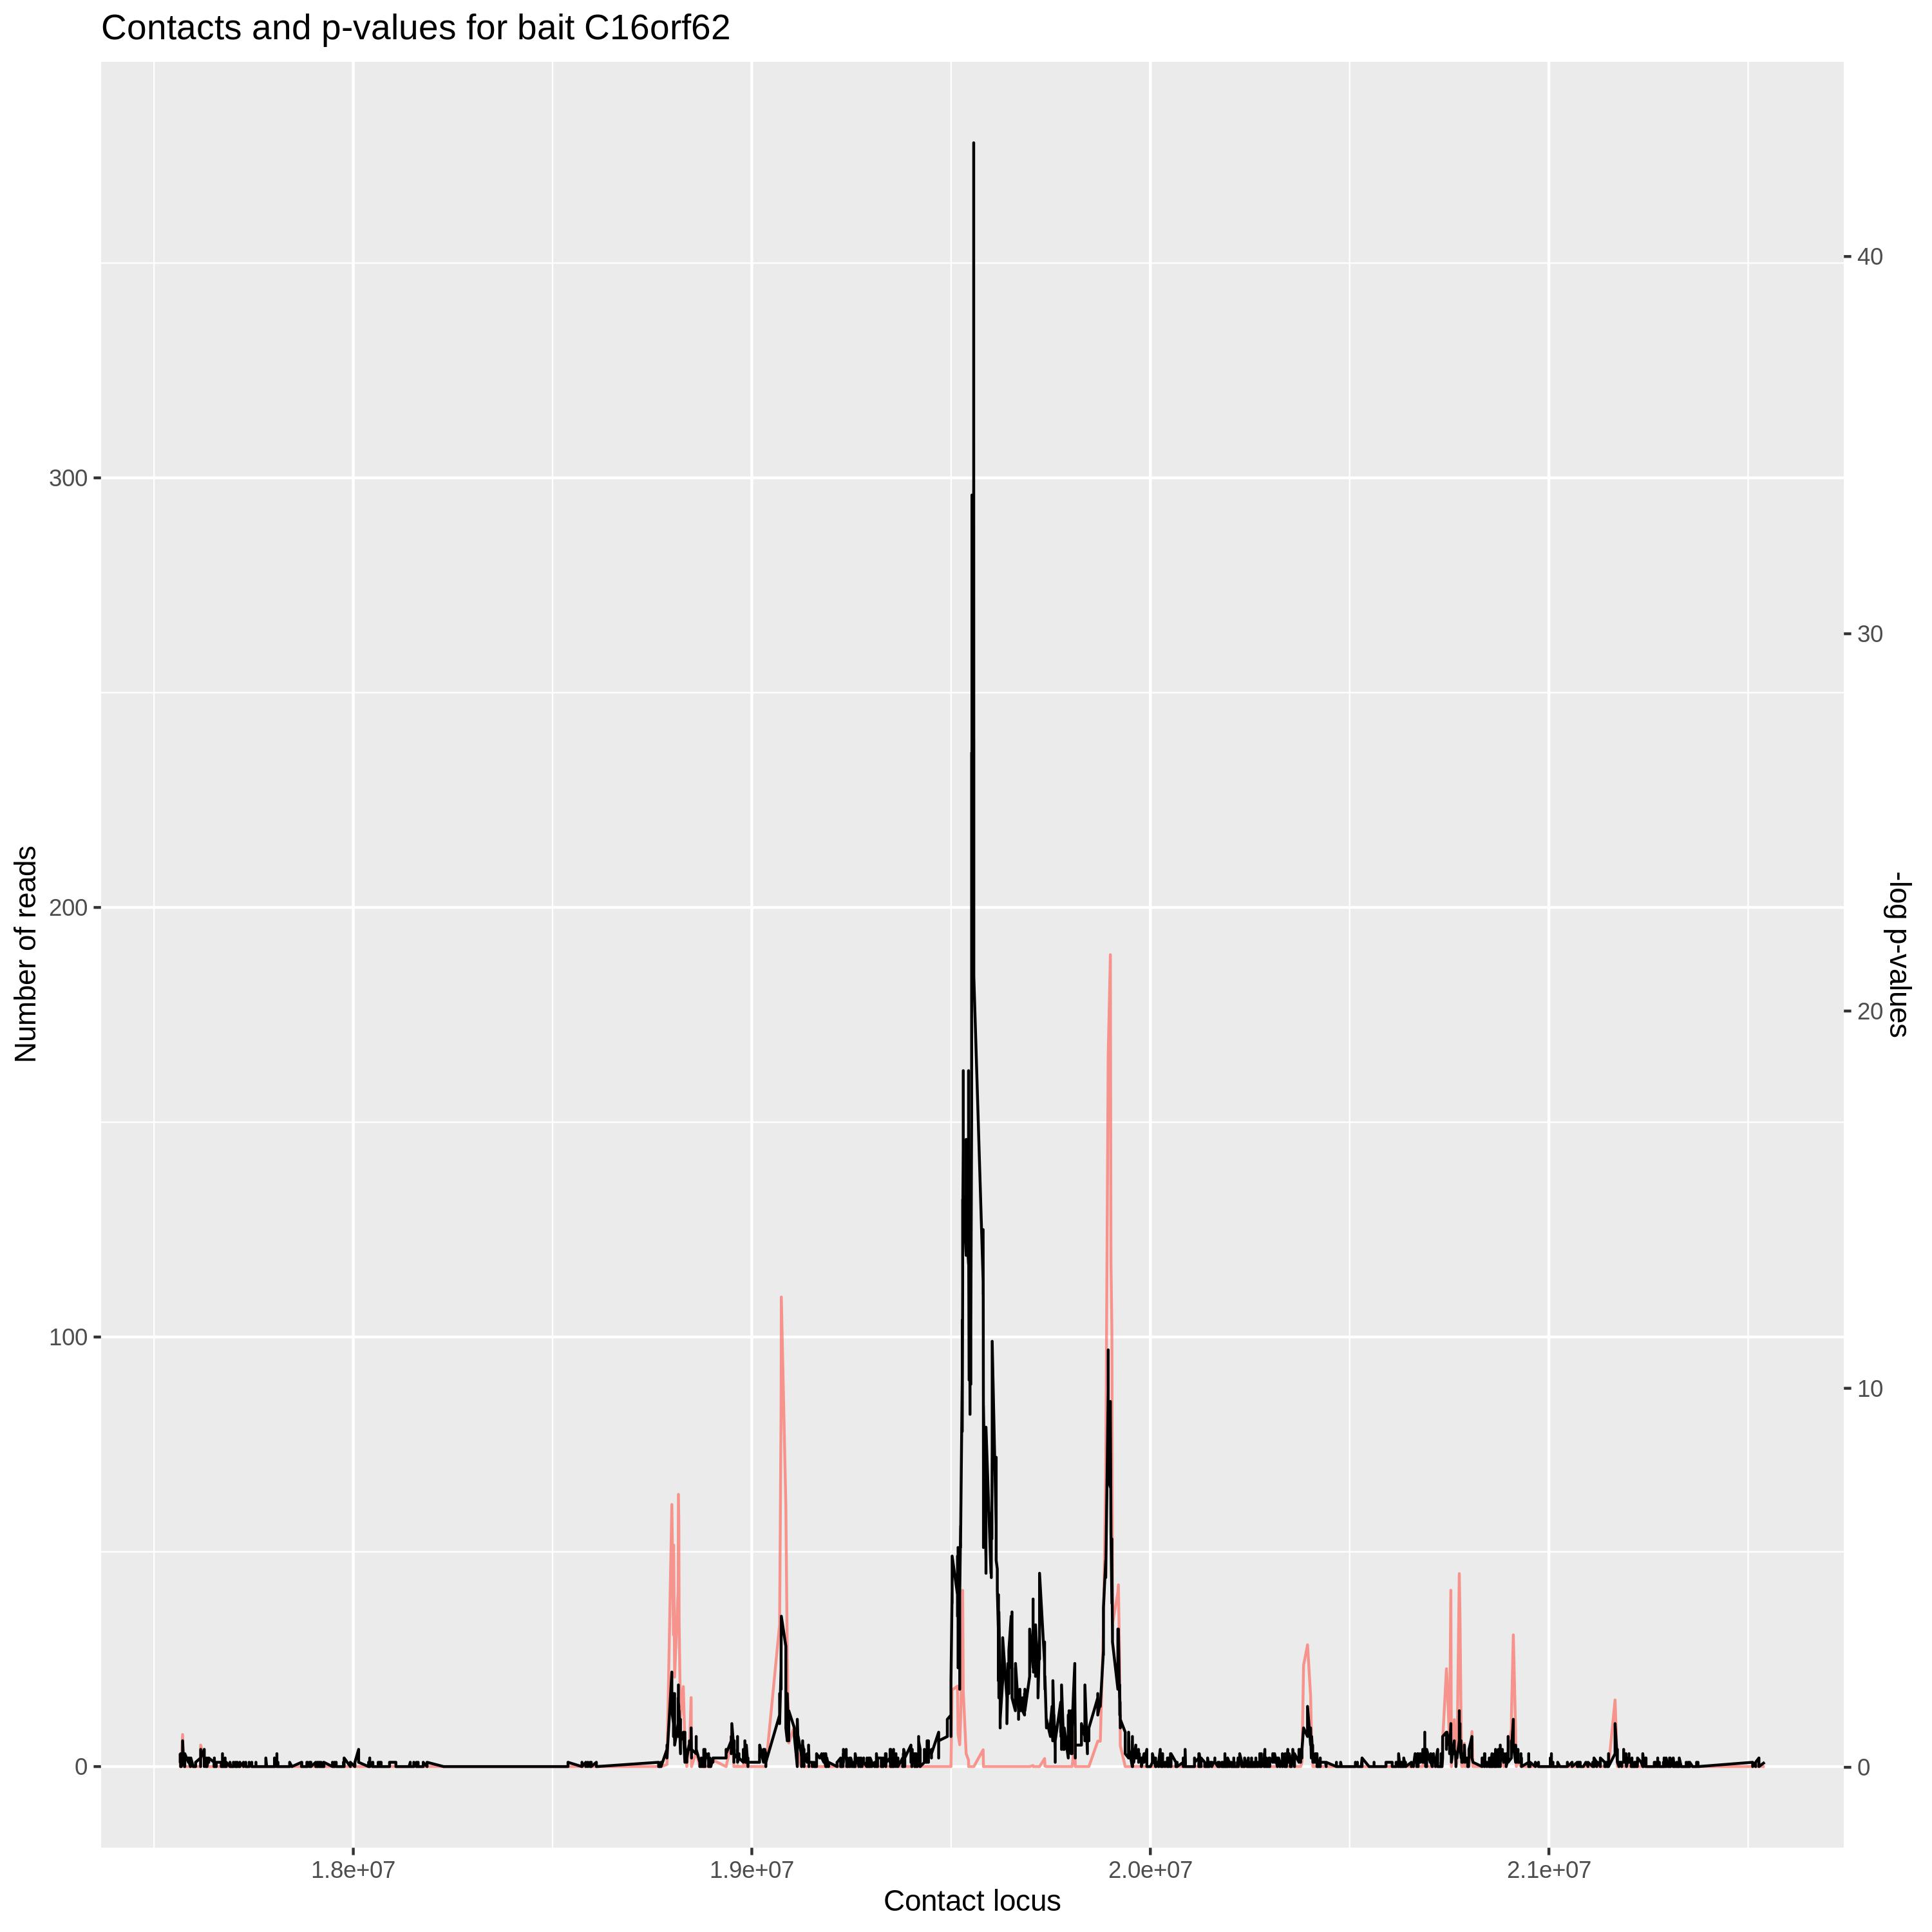 Contacts and p-values for bait C16orf62
300
200
100
0
Number of reads
40
30
20
10
0
-log p-values
1.8e+07 1.9e+07 2.0e+07 2.1e+07
Contact locus